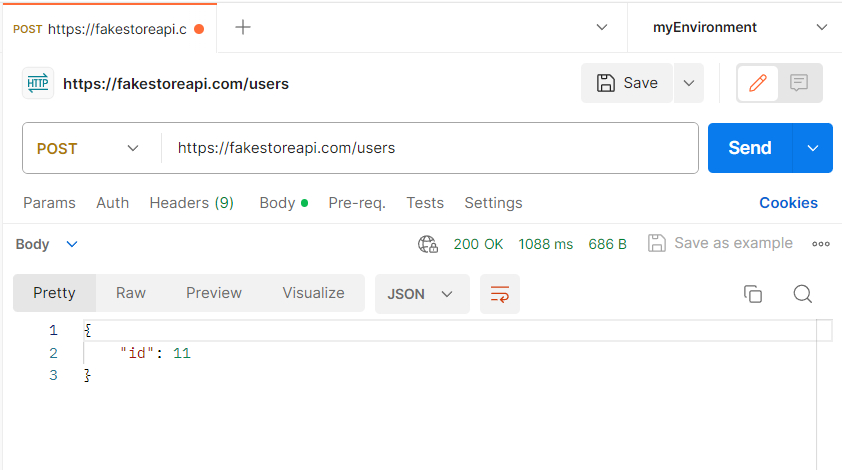 POST https://fakestoreapi.c
myEnvironment
HTTP https://fakestoreapi.com/users
Save
POST https://fakestoreapi.com/users
Send
Params Auth Headers (9) Body Pre-req. Tests Settings Cookies
Body 200 OK 1088 ms 686 B Save as example
Pretty Raw Preview Visualize JSON
1 {
2 "id": 11
3 }